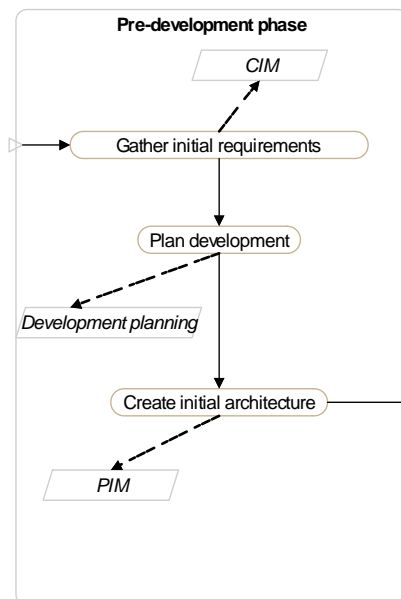 Pre-development phase
CIM
Gather initial requirements
Plan development
Development planning
Create initial architecture
PIM